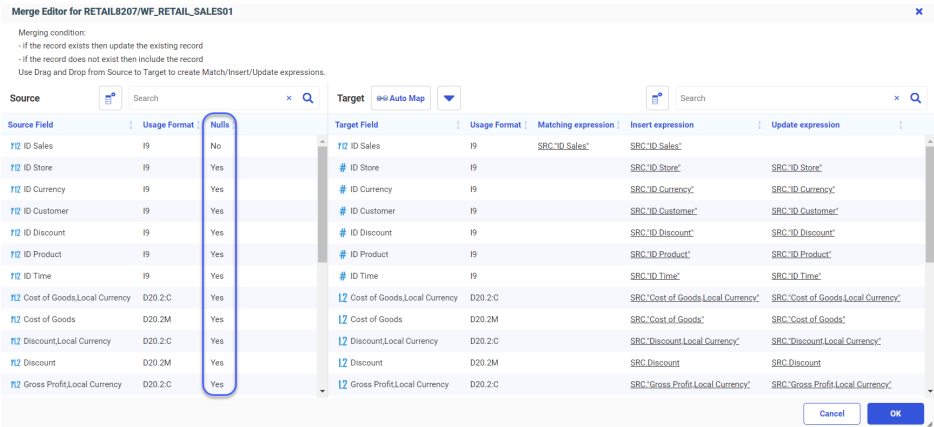 Merge Editor for RETAIL8207/WF_RETAIL_SALES01
Merging condition:
- if the record exists then update the existing record
- if the record does not exist then include the record
Use Drag and Drop from Source to Target to create Match/Insert/Update expressions.
Source Search Target Auto Map Search
Source Field Usage Format Nulls Target Field Usage Format Matching expression Insert expression Update expression
ID Sales I9 No ID Sales I9 SRC."ID Sales" SRC."ID Sales"
ID Store I9 Yes # ID Store I9 SRC."ID Store" SRC."ID Store"
ID Currency I9 Yes # ID Currency I9 SRC."ID Currency" SRC."ID Currency"
ID Customer I9 Yes # ID Customer I9 SRC."ID Customer" SRC."ID Customer"
ID Discount I9 Yes # ID Discount I9 SRC."ID Discount" SRC."ID Discount"
ID Product I9 Yes # ID Product I9 SRC."ID Product" SRC."ID Product"
ID Time I9 Yes # ID Time I9 SRC."ID Time" SRC."ID Time"
Cost of Goods,Local Currency D20.2:C Yes 1.2 Cost of Goods,Local Currency D20.2:C SRC."Cost of Goods,Local Currency" SRC."Cost of Goods,Local Currency"
Cost of Goods D20.2M Yes 1.2 Cost of Goods D20.2M SRC."Cost of Goods" SRC."Cost of Goods"
Discount,Local Currency D20.2:C Yes 1.2 Discount,Local Currency D20.2:C SRC."Discount,Local Currency" SRC."Discount,Local Currency"
Discount D20.2M Yes 1.2 Discount D20.2M SRC.Discount SRC.Discount
Gross Profit,Local Currency D20.2:C Yes 1.2 Gross Profit,Local Currency D20.2:C SRC."Gross Profit,Local Currency" SRC."Gross Profit,Local Currency"
Cancel OK